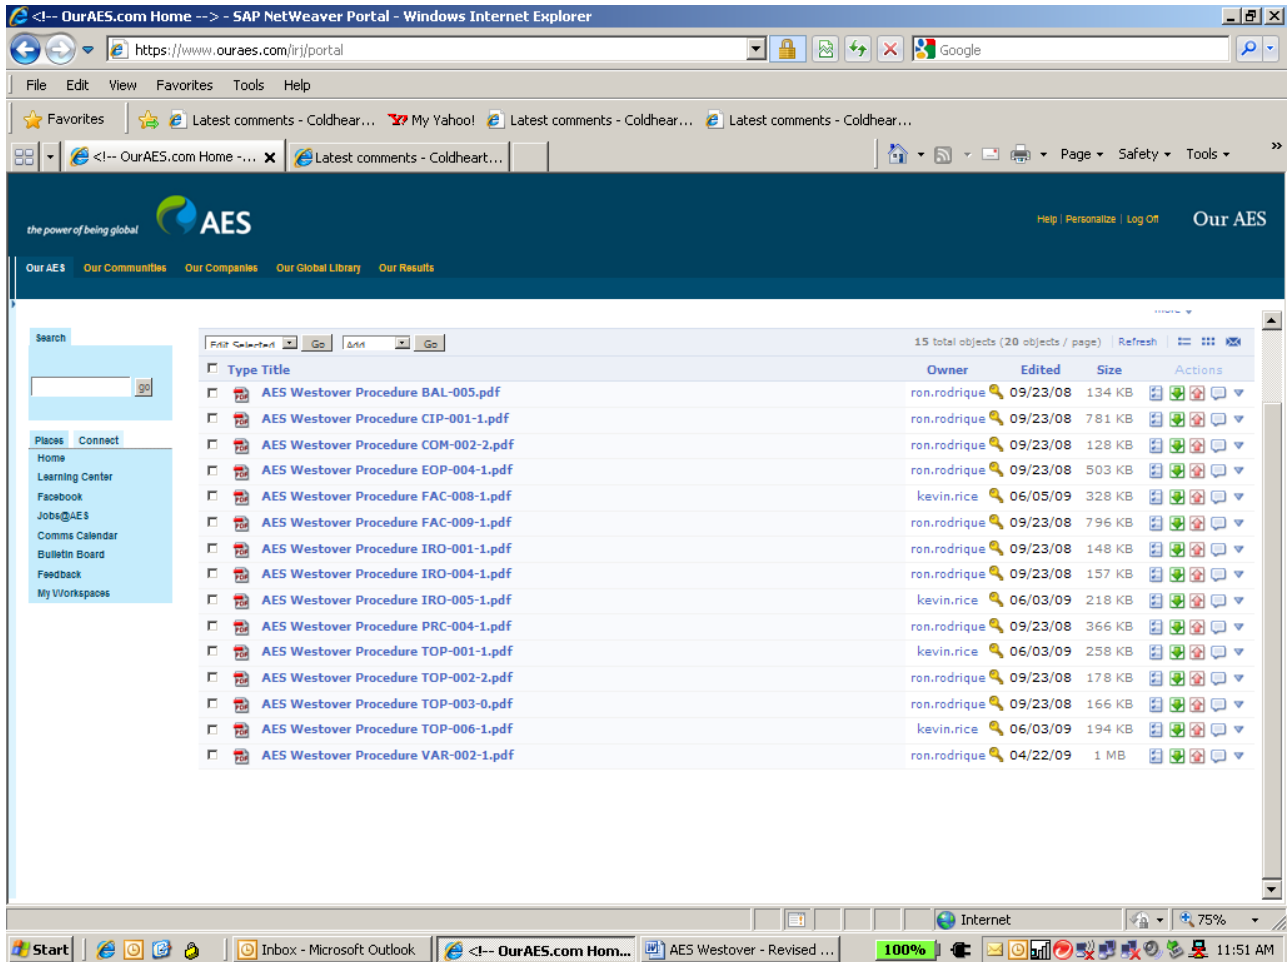 <!-- OurAES.com Home --> - SAP NetWeaver Portal - Windows Internet Explorer
https://www.ouraes.com/irj/portal
Google
File Edit View Favorites Tools Help
Favorites Latest comments - Coldhear... My Yahoo! Latest comments - Coldhear... Latest comments - Coldhear...
<!-- OurAES.com Home -... Latest comments - Coldheart... Page Safety Tools »
the power of being global AES Help | Personalize | Log Off Our AES
Our AES Our Communities Our Companies Our Global Library Our Results
more
Search
go
Places Connect
Home
Learning Center
Facebook
Jobs@AES
Comms Calendar
Bulletin Board
Feedback
My Workspaces
Edit Selected Go Add Go 15 total objects (20 objects / page) Refresh
Type Title Owner Edited Size Actions
AES Westover Procedure BAL-005.pdf ron.rodrique 09/23/08 134 KB
AES Westover Procedure CIP-001-1.pdf ron.rodrique 09/23/08 781 KB
AES Westover Procedure COM-002-2.pdf ron.rodrique 09/23/08 128 KB
AES Westover Procedure EOP-004-1.pdf ron.rodrique 09/23/08 503 KB
AES Westover Procedure FAC-008-1.pdf kevin.rice 06/05/09 328 KB
AES Westover Procedure FAC-009-1.pdf ron.rodrique 09/23/08 796 KB
AES Westover Procedure IRO-001-1.pdf ron.rodrique 09/23/08 148 KB
AES Westover Procedure IRO-004-1.pdf ron.rodrique 09/23/08 157 KB
AES Westover Procedure IRO-005-1.pdf kevin.rice 06/03/09 218 KB
AES Westover Procedure PRC-004-1.pdf ron.rodrique 09/23/08 366 KB
AES Westover Procedure TOP-001-1.pdf kevin.rice 06/03/09 258 KB
AES Westover Procedure TOP-002-2.pdf ron.rodrique 09/23/08 178 KB
AES Westover Procedure TOP-003-0.pdf ron.rodrique 09/23/08 166 KB
AES Westover Procedure TOP-006-1.pdf kevin.rice 06/03/09 194 KB
AES Westover Procedure VAR-002-1.pdf ron.rodrique 04/22/09 1 MB
Internet 75%
Start Inbox - Microsoft Outlook <!-- OurAES.com Hom... AES Westover - Revised ... 100% 11:51 AM